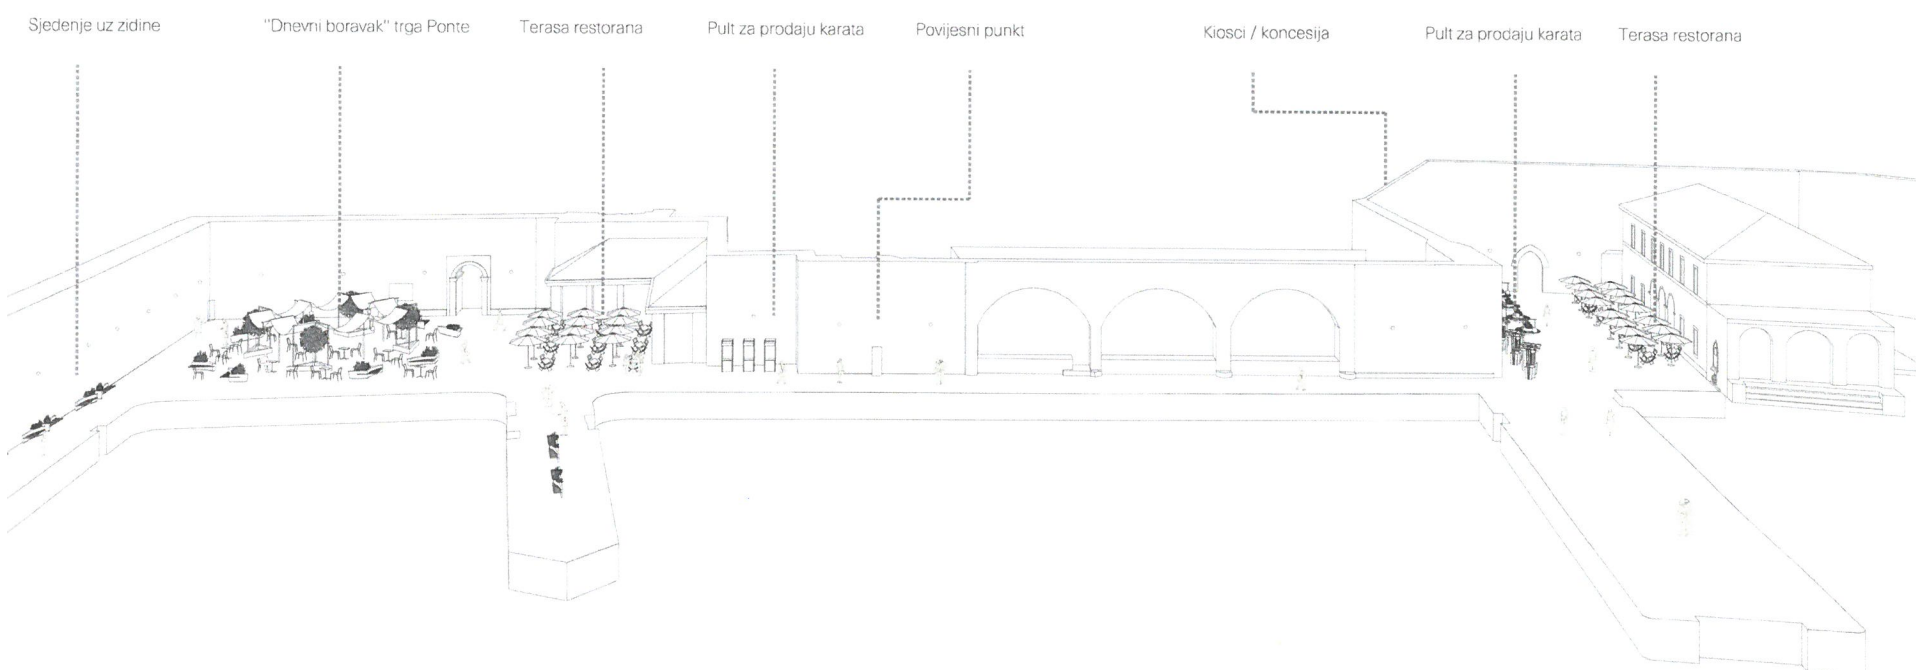 Sjedenje uz zidine
"Dnevni boravak" trga Ponte
Terasa restorana
Pult za prodaju karata
Povijesni punkt
Kiosci / koncesija
Pult za prodaju karata
Terasa restorana